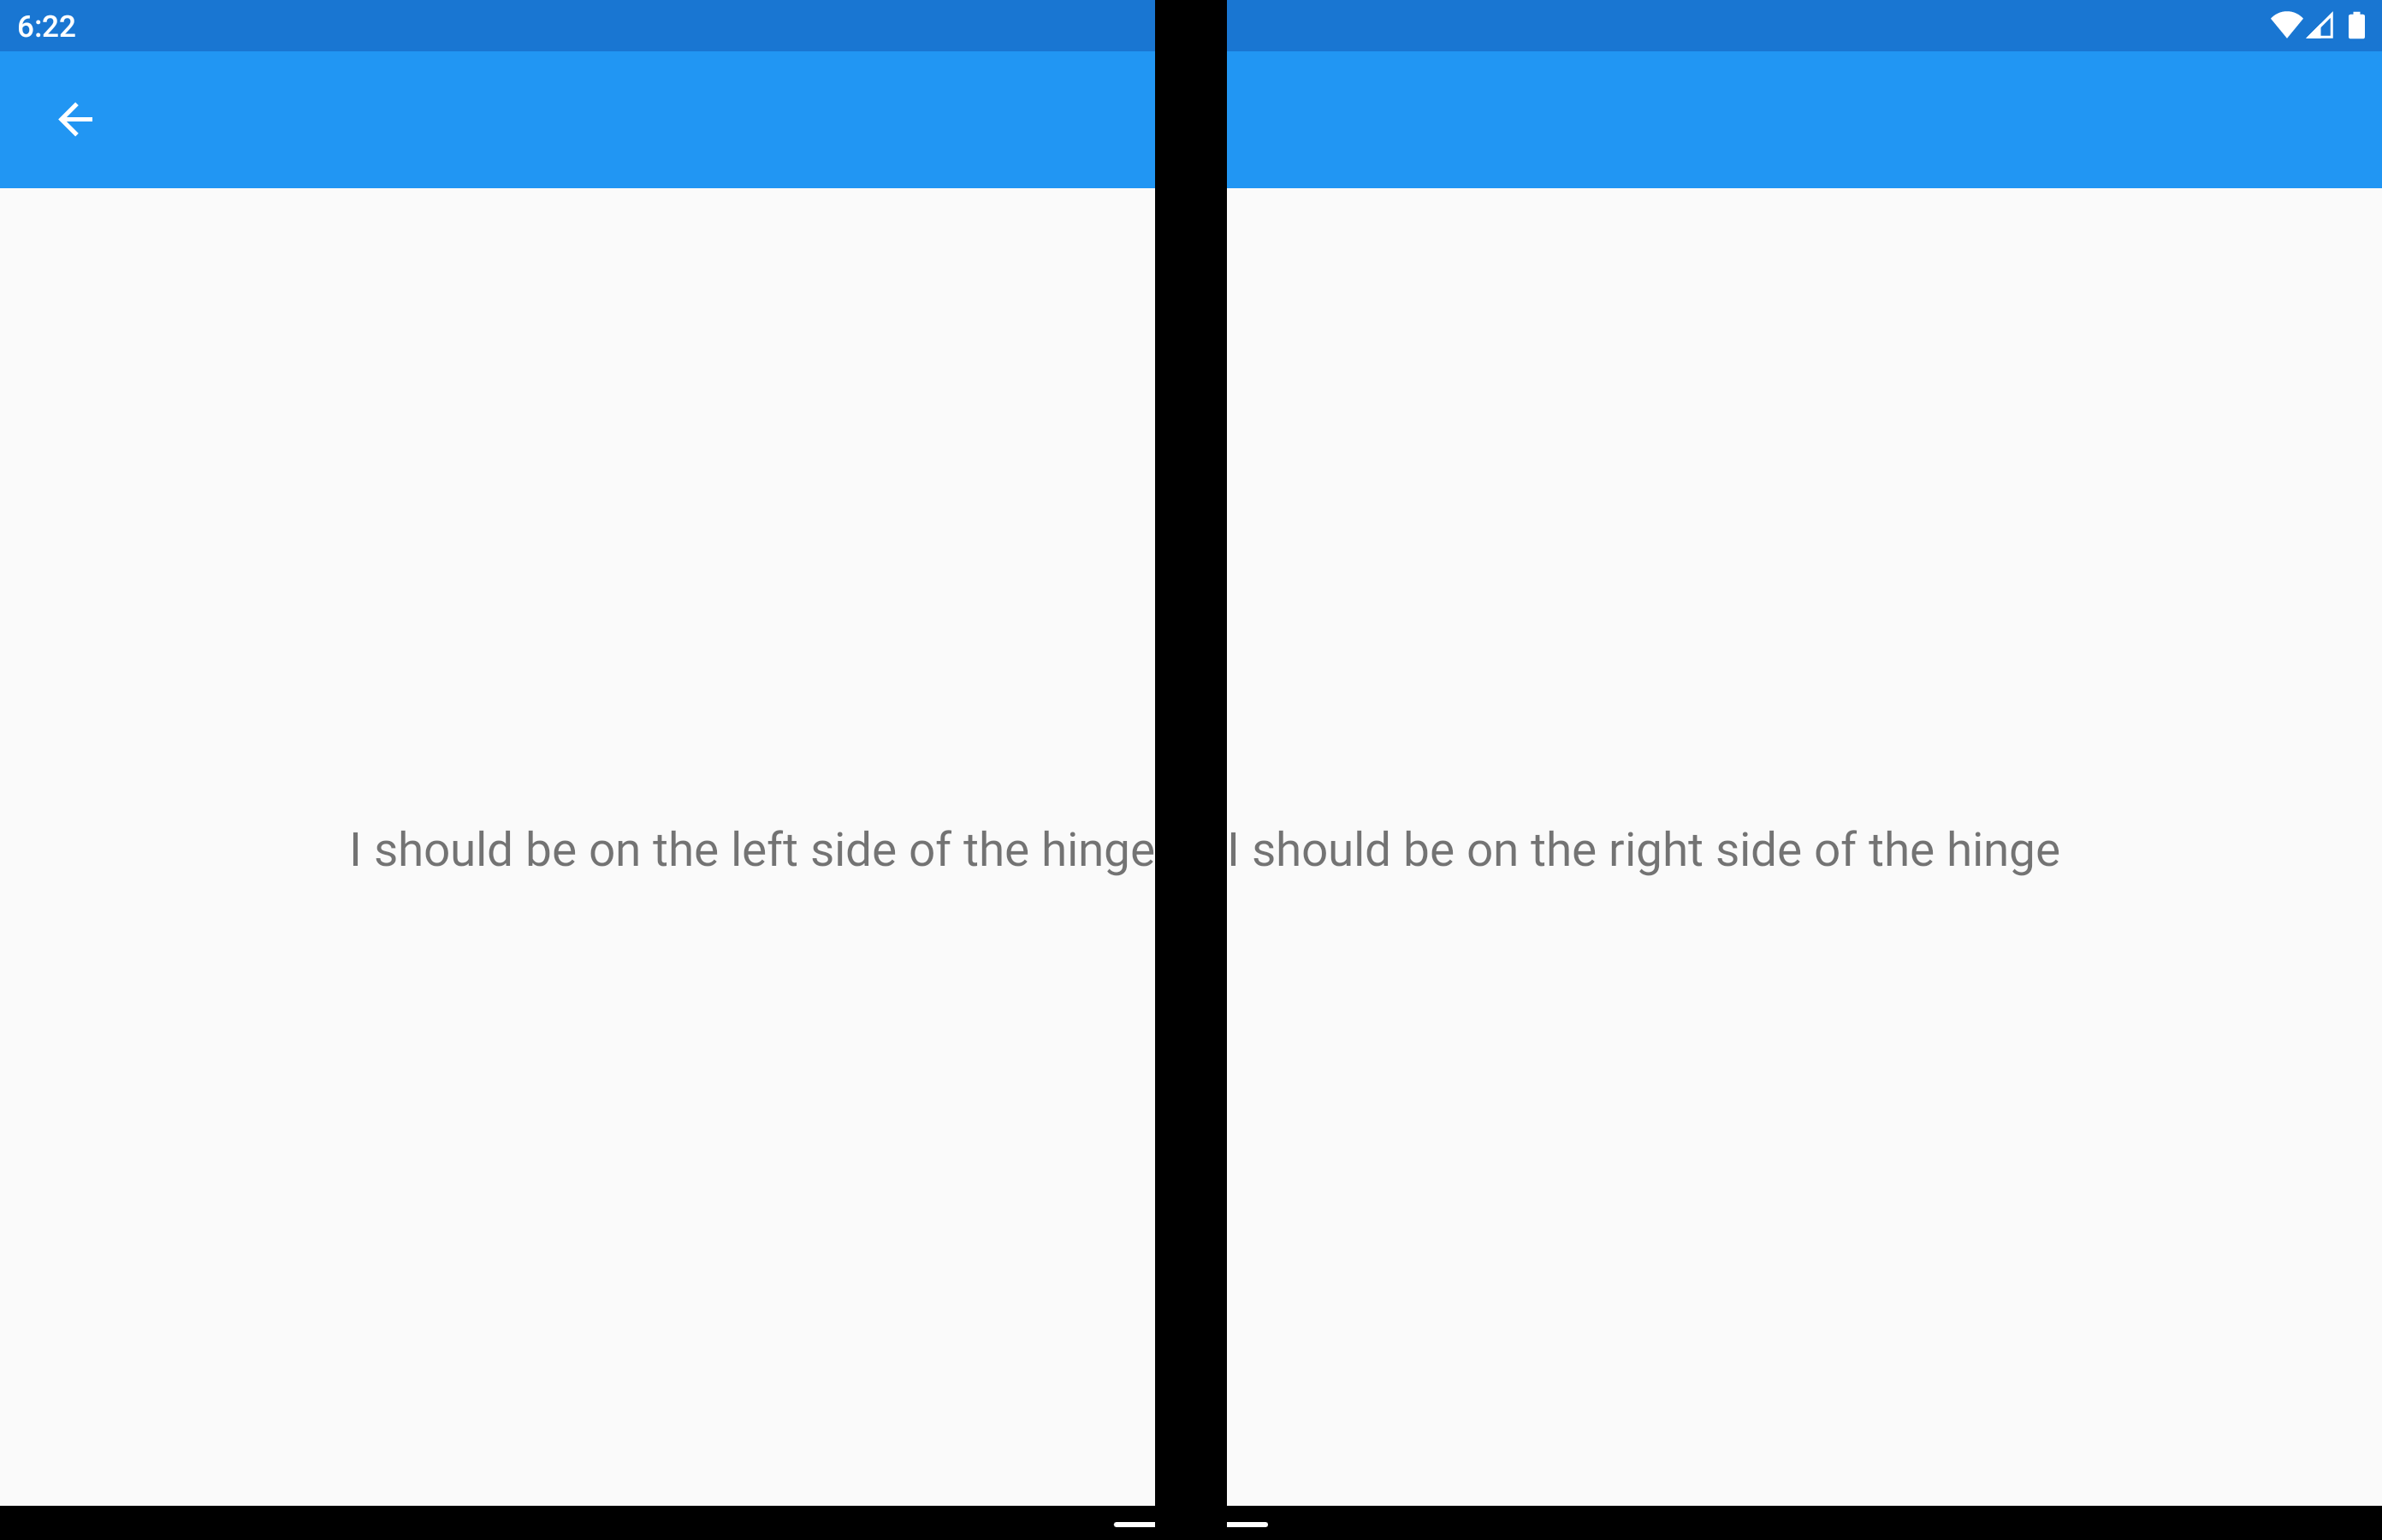 6:22
I should be on the left side of the hinge
I should be on the right side of the hinge